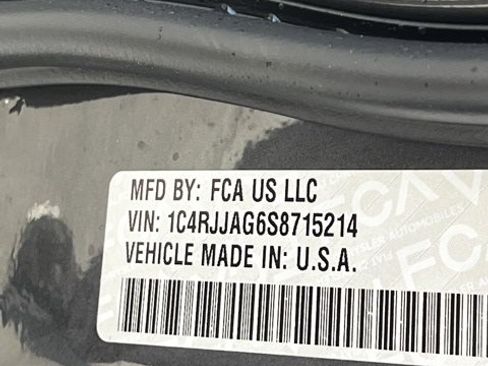 MFD BY: FCA US LLC
VIN: 1C4RJJAG6S8715214
VEHICLE MADE IN: U.S.A.